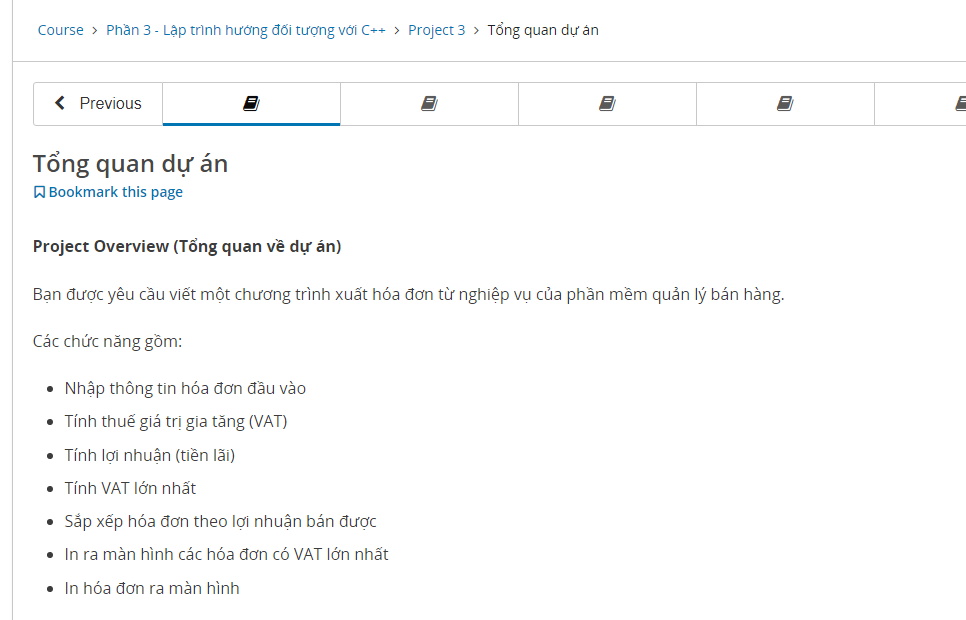 Course > Phần 3 - Lập trình hướng đối tượng với C++ > Project 3 > Tổng quan dự án
Previous
Tổng quan dự án
Bookmark this page
Project Overview (Tổng quan về dự án)
Bạn được yêu cầu viết một chương trình xuất hóa đơn từ nghiệp vụ của phần mềm quản lý bán hàng.
Các chức năng gồm:
Nhập thông tin hóa đơn đầu vào
Tính thuế giá trị gia tăng (VAT)
Tính lợi nhuận (tiền lãi)
Tính VAT lớn nhất
Sắp xếp hóa đơn theo lợi nhuận bán được
In ra màn hình các hóa đơn có VAT lớn nhất
In hóa đơn ra màn hình